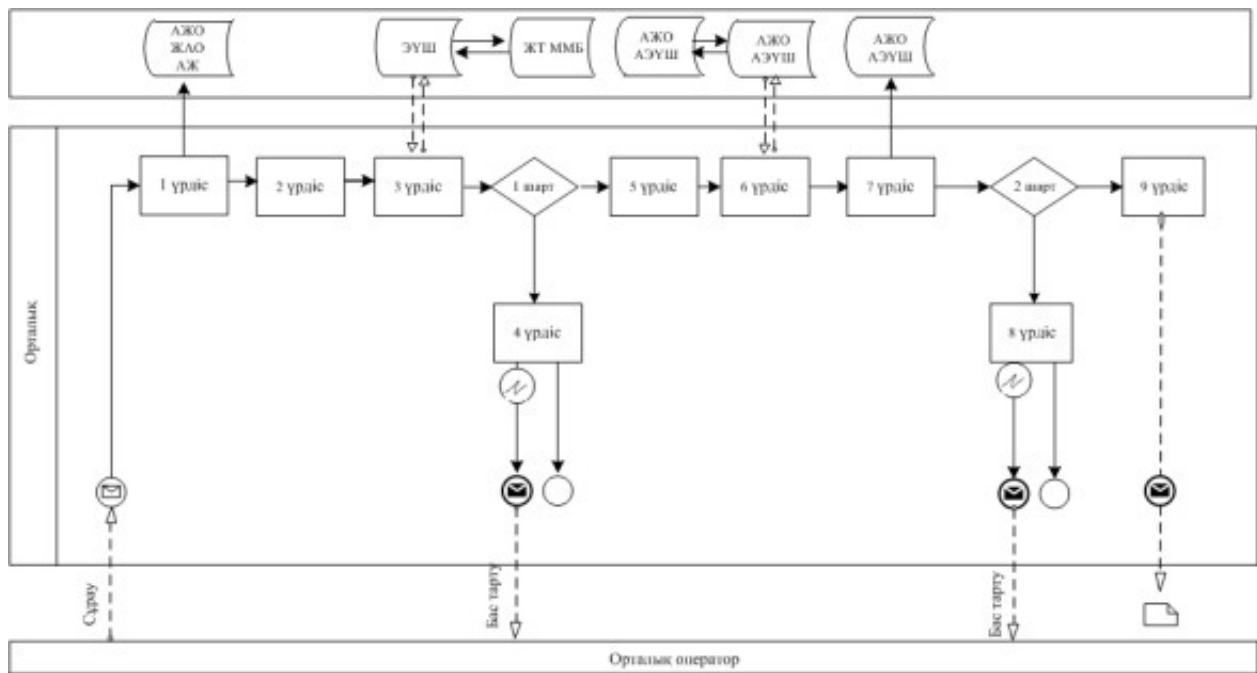 АЖО
ЖЛО
АЖ
ЭҮШ
ЖТ ММБ
АЖО
АЭҮШ
АЖО
АЭҮШ
АЖО
АЭҮШ
1 үрдіс
2 үрдіс
3 үрдіс
1 шарт
5 үрдіс
6 үрдіс
7 үрдіс
2 шарт
9 үрдіс
4 үрдіс
8 үрдіс
Орталық
Сұрау
Бас тарту
Бас тарту
Орталық оператор